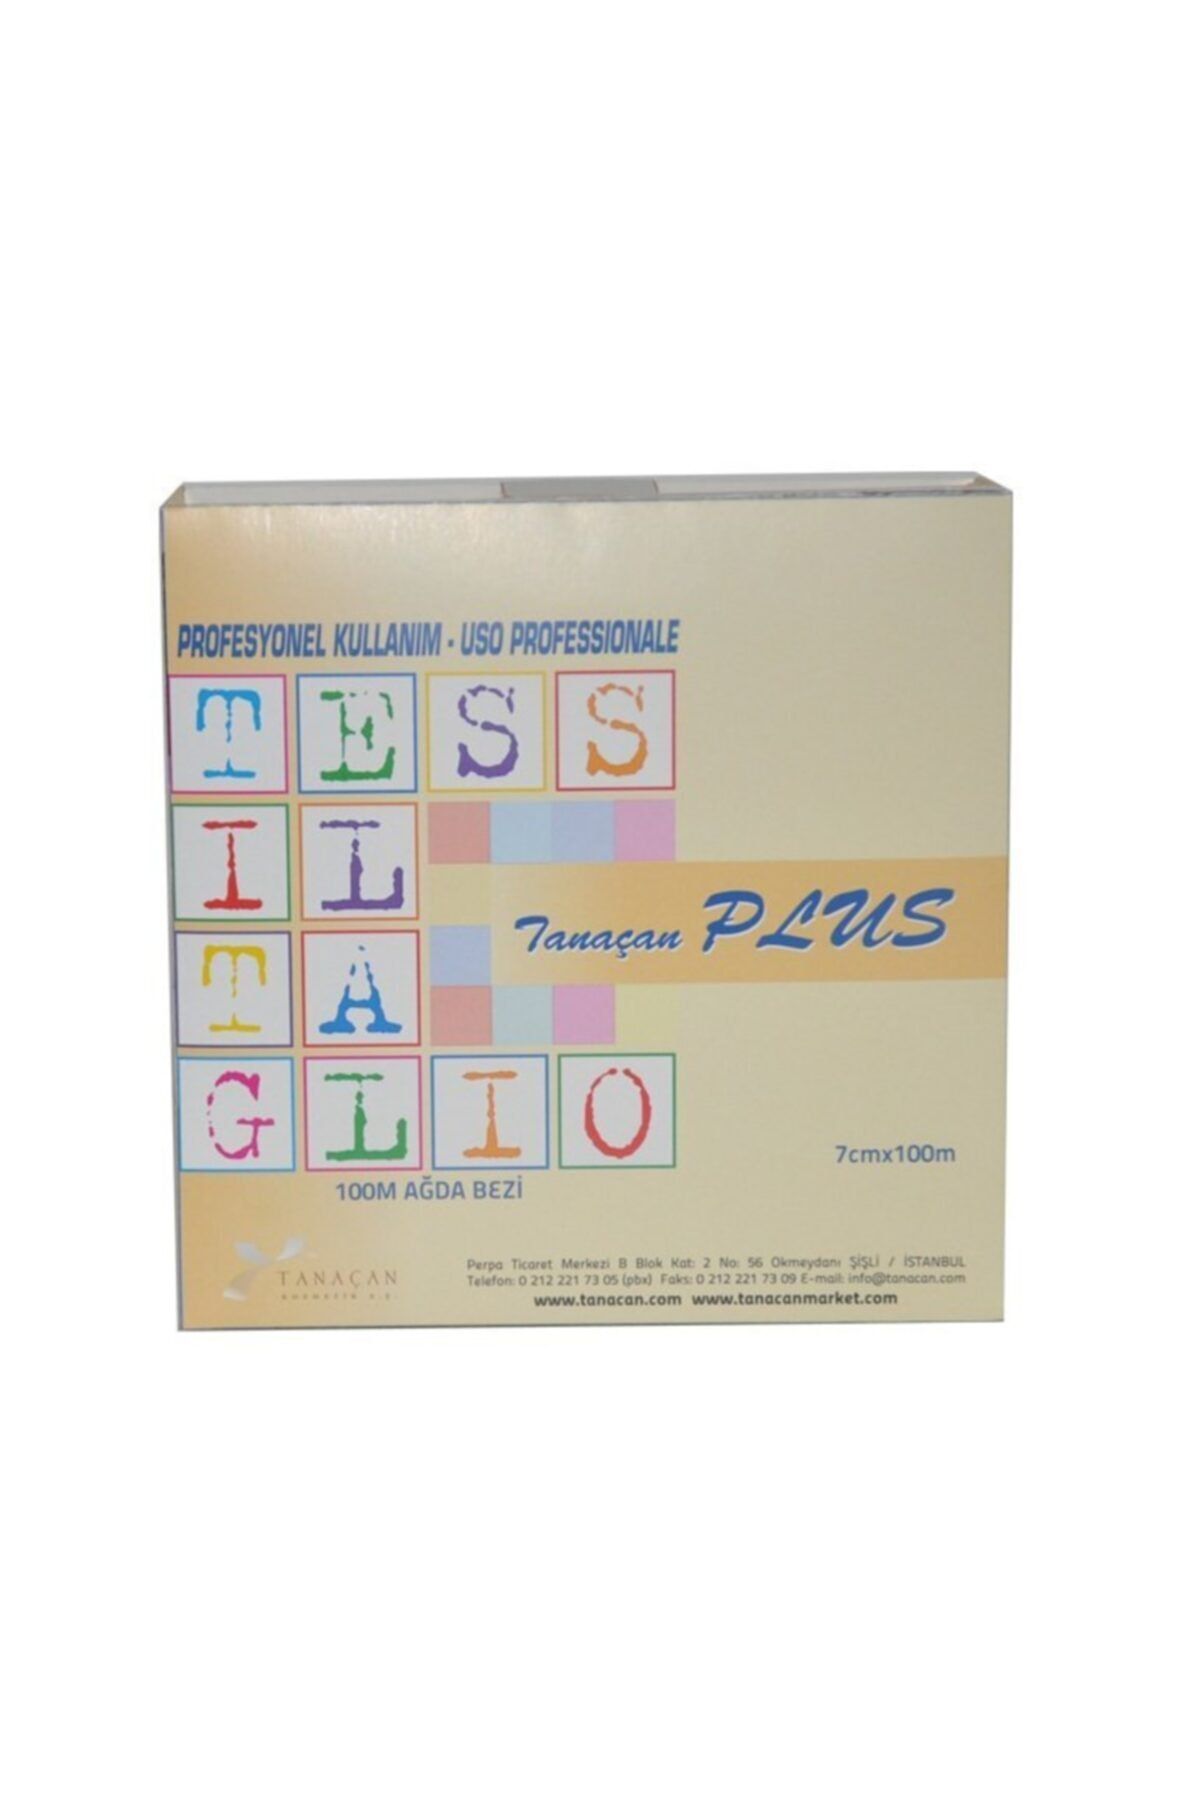 PROFESYONEL KULLANIM - USO PROFESSIONALE
TESS
IL
TA
GLIO
Tanaçan PLUS
7cmx100m
100M AĞDA BEZİ
TANAÇAN
KOZMETİK A.Ş.
Perpa Ticaret Merkezi B Blok Kat: 2 No: 56 Okmeydanı ŞİŞLİ / İSTANBUL
Telefon: 0 212 221 73 05 (pbx) Faks: 0 212 221 73 09 E-mail: info@tanacan.com
www.tanacan.com www.tanacanmarket.com